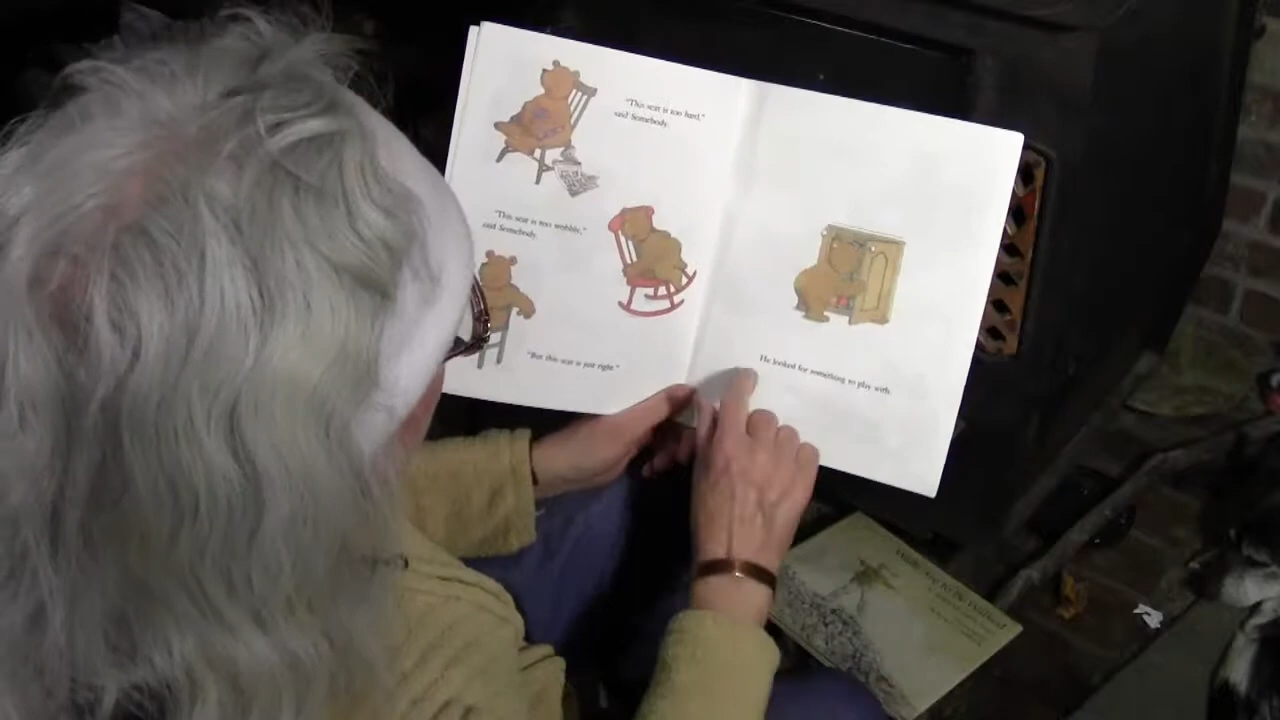 "This seat is too hard,"
said Somebody.
"This seat is too wobbly,"
said Somebody.
"But this seat is just right."
He looked for something to play with.